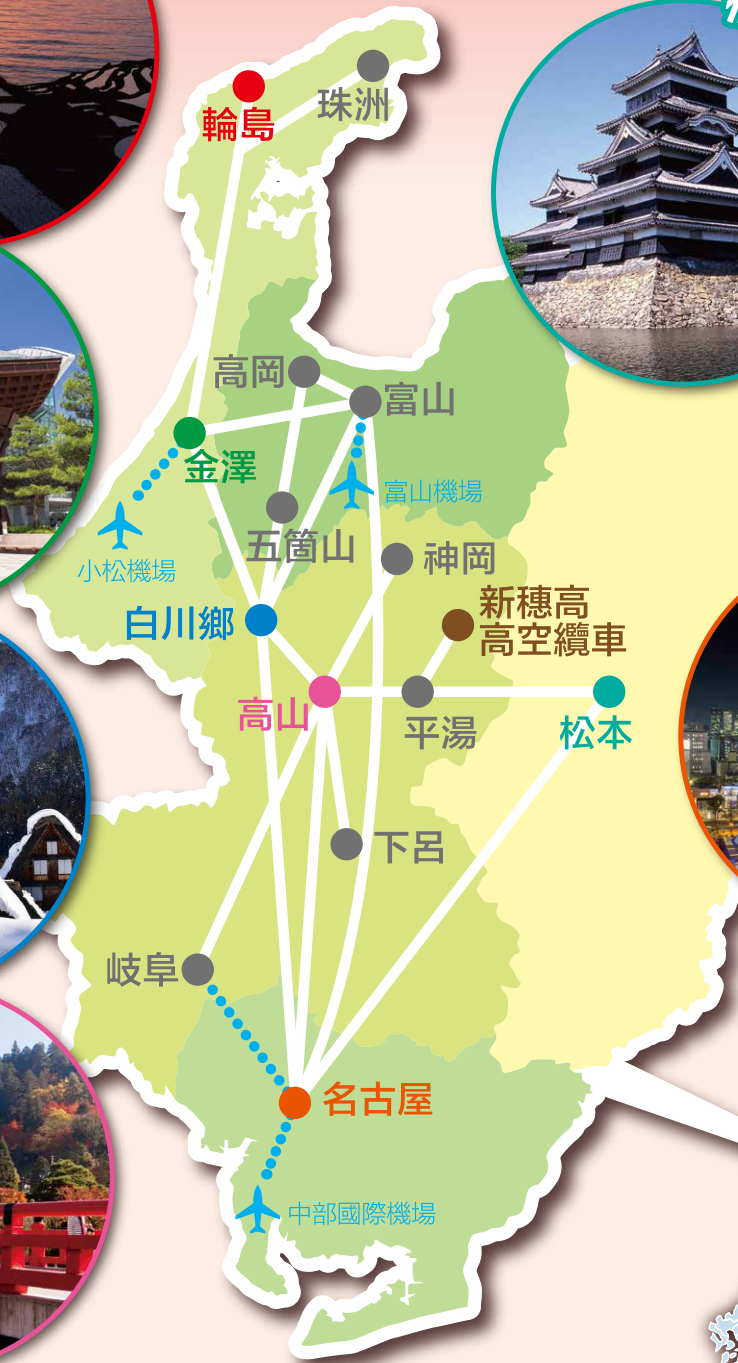 輪島
珠洲
高岡
富山
金澤
富山機場
五箇山
小松機場
神岡
白川鄉
新穗高
高空纜車
高山
平湯
松本
下呂
岐阜
名古屋
中部國際機場